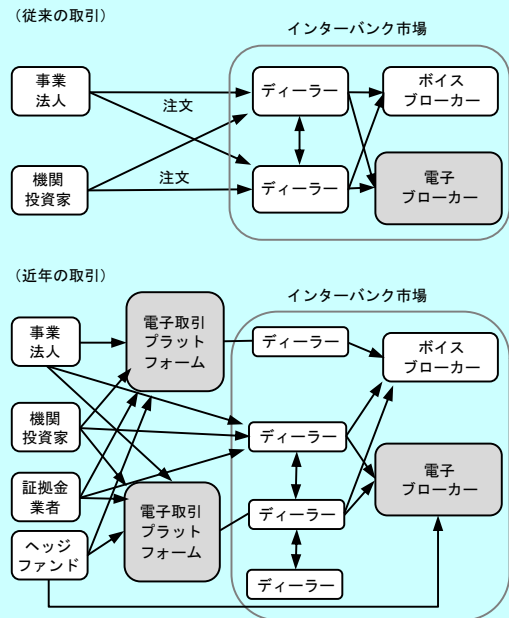 （従来の取引）
インターバンク市場
事業
法人
注文
ディーラー
ボイス
ブローカー
機関
投資家
注文
ディーラー
電子
ブローカー
（近年の取引）
インターバンク市場
事業
法人
電子取引
プラット
フォーム
ディーラー
ボイス
ブローカー
機関
投資家
ディーラー
証拠金
業者
電子取引
プラット
フォーム
ディーラー
電子
ブローカー
ヘッジ
ファンド
ディーラー